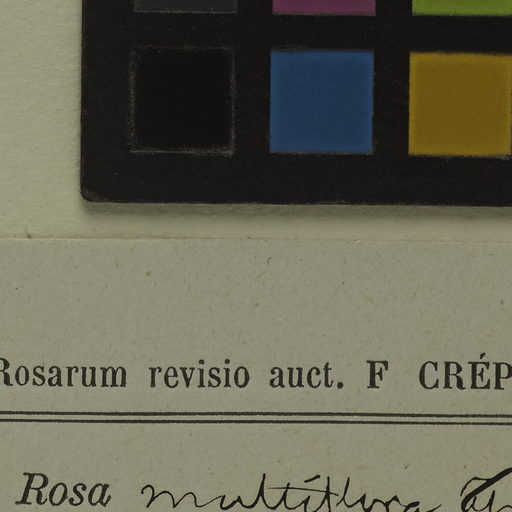 Rosarum revisio auct. F CRÉP
Rosa multiflora